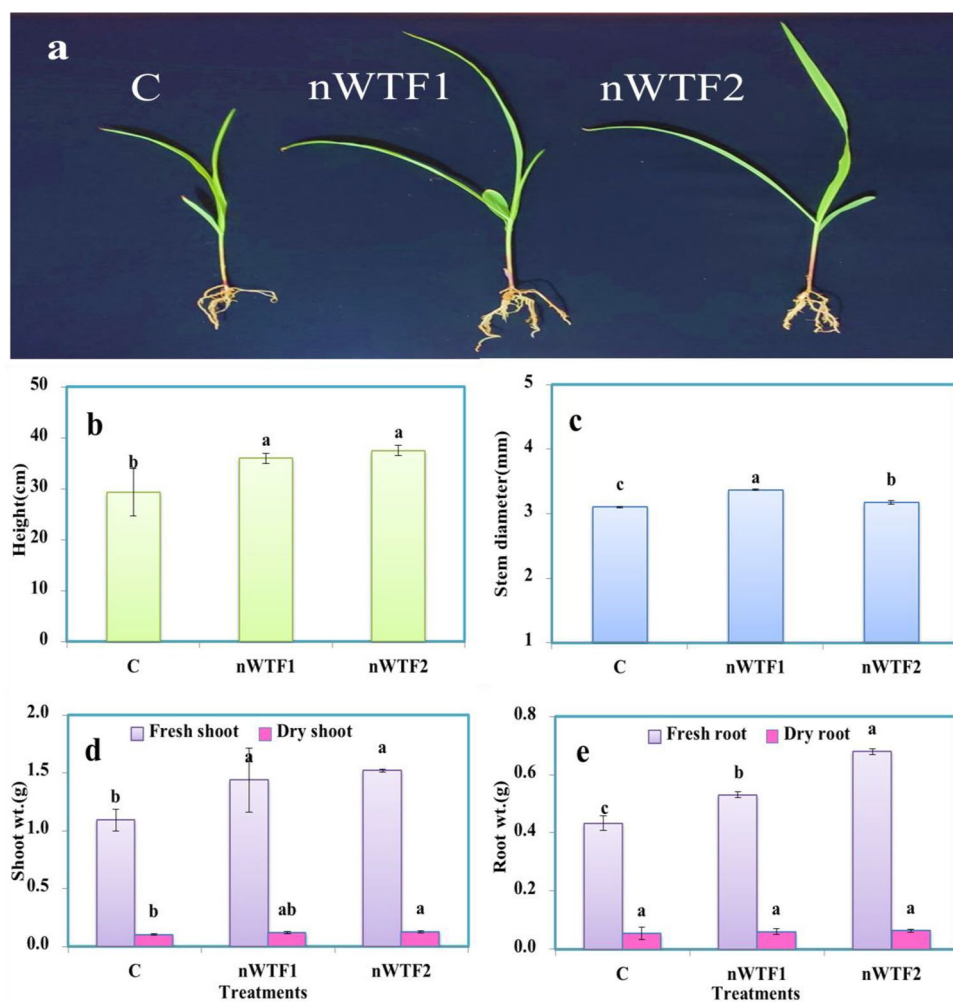 a
C
nWTF1
nWTF2
b
Height(cm)
50
40
30
20
10
0
b
a
a
C
nWTF1
nWTF2
c
Stem diameter(mm)
5
4
3
2
1
c
a
b
C
nWTF1
nWTF2
d
Fresh shoot
Dry shoot
Shoot wt.(g)
2.0
1.5
1.0
0.5
0.0
b
a
a
b
ab
a
C
nWTF1
nWTF2
Treatments
e
Fresh root
Dry root
Root wt.(g)
0.8
0.6
0.4
0.2
0.0
c
b
a
a
a
a
C
nWTF1
nWTF2
Treatments